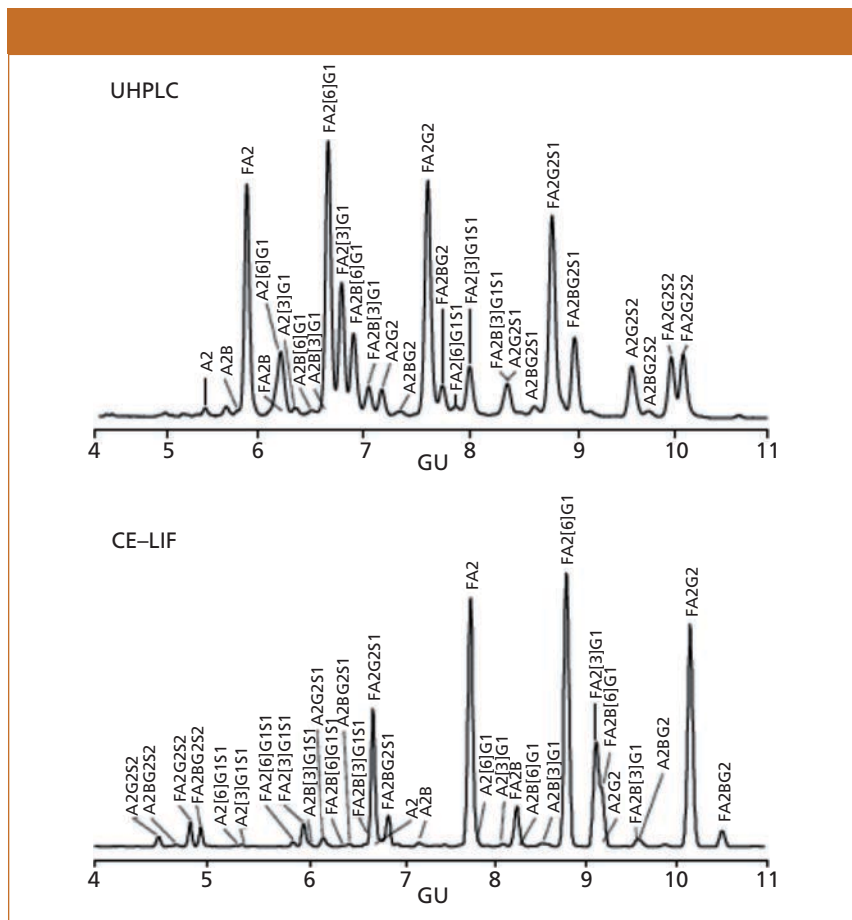 UHPLC
A2
A2B
FA2
FA2B
A2[6]G1
A2[3]G1
A2B[6]G1
A2B[3]G1
FA2[6]G1
FA2[3]G1
FA2B[6]G1
FA2B[3]G1
A2G2
A2BG2
FA2G2
FA2BG2
FA2[6]G1S1
FA2[3]G1S1
FA2B[3]G1S1
A2G2S1
A2BG2S1
FA2G2S1
FA2BG2S1
A2G2S2
A2BG2S2
FA2G2S2
FA2G2S2
4 5 6 7 8 9 10 11
GU
CE–LIF
A2G2S2
A2BG2S2
FA2G2S2
FABG2S2
A2[6]G1S1
A2[3]G1S1
FA2[6]G1S1
FA2[3]G1S1
A2B[3]G1S1
A2G2S1
FA2B[6]G1S1
A2BG2S1
FA2B[3]G1S1
FA2G2S1
FA2BG2S1
A2
A2B
FA2
A2[6]G1
A2[3]G1
FA2B
A2B[6]G1
A2B[3]G1
FA2[6]G1
FA2[3]G1
FA2B[6]G1
A2G2
FA2B[3]G1
A2BG2
FA2G2
FA2BG2
4 5 6 7 8 9 10 11
GU